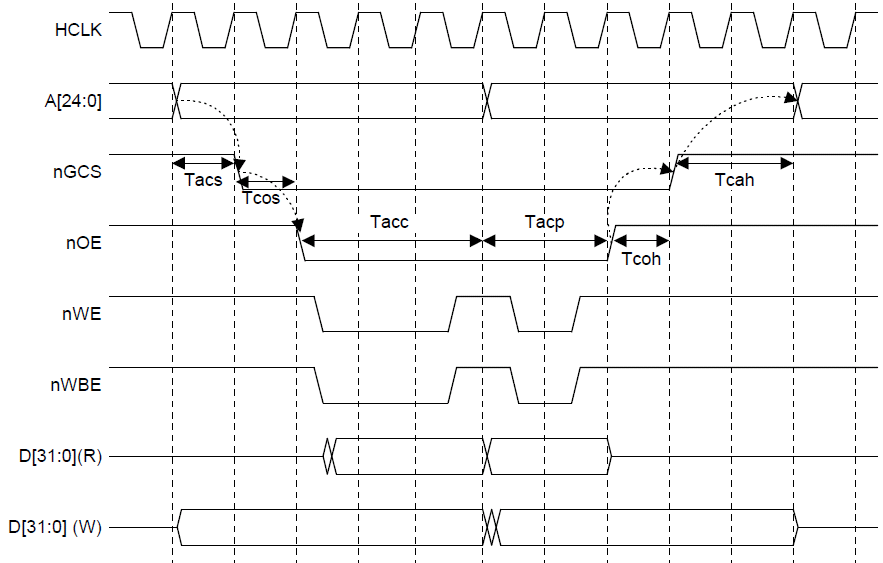 HCLK
A[24:0]
nGCS
Tacs
Tcos
Tcah
nOE
Tacc
Tacp
Tcoh
nWE
nWBE
D[31:0](R)
D[31:0] (W)